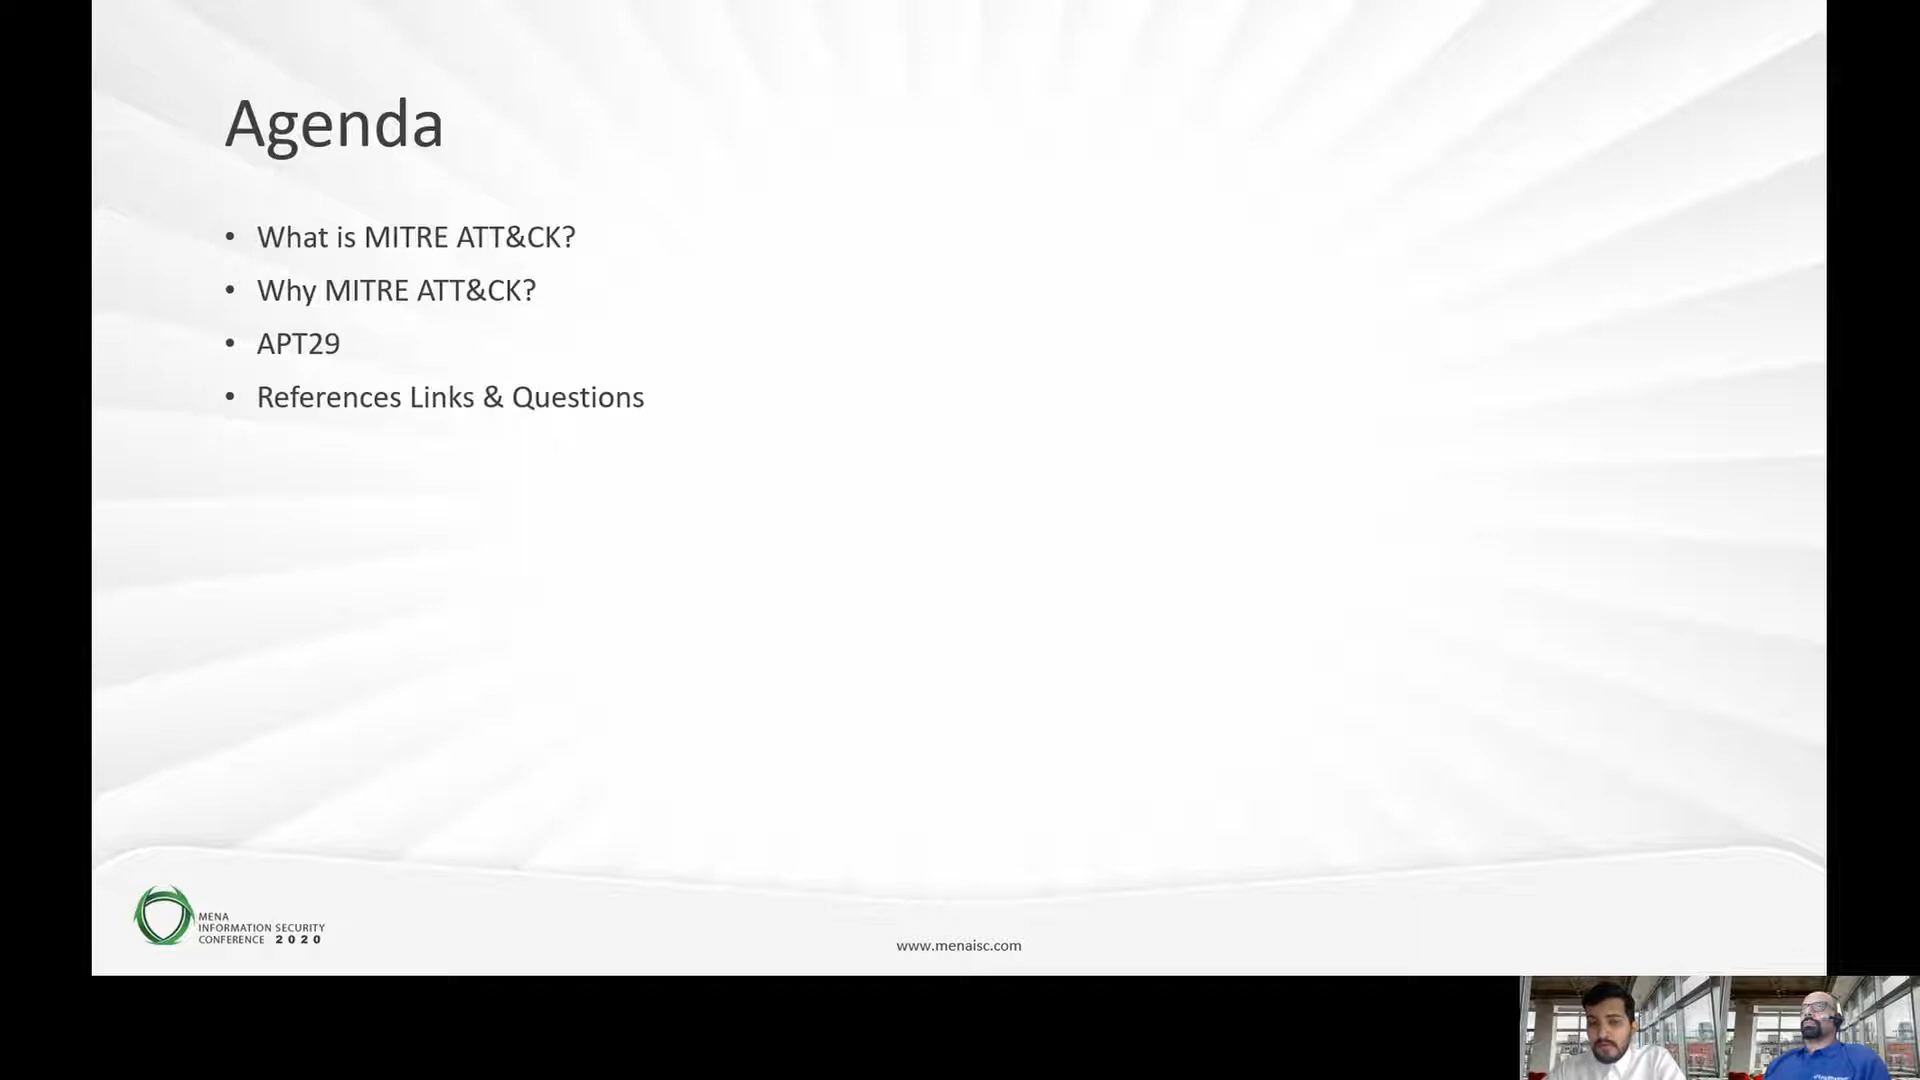 Agenda
• What is MITRE ATT&CK?
• Why MITRE ATT&CK?
• APT29
• References Links & Questions
MENA
INFORMATION SECURITY
CONFERENCE 2020
www.menaisc.com